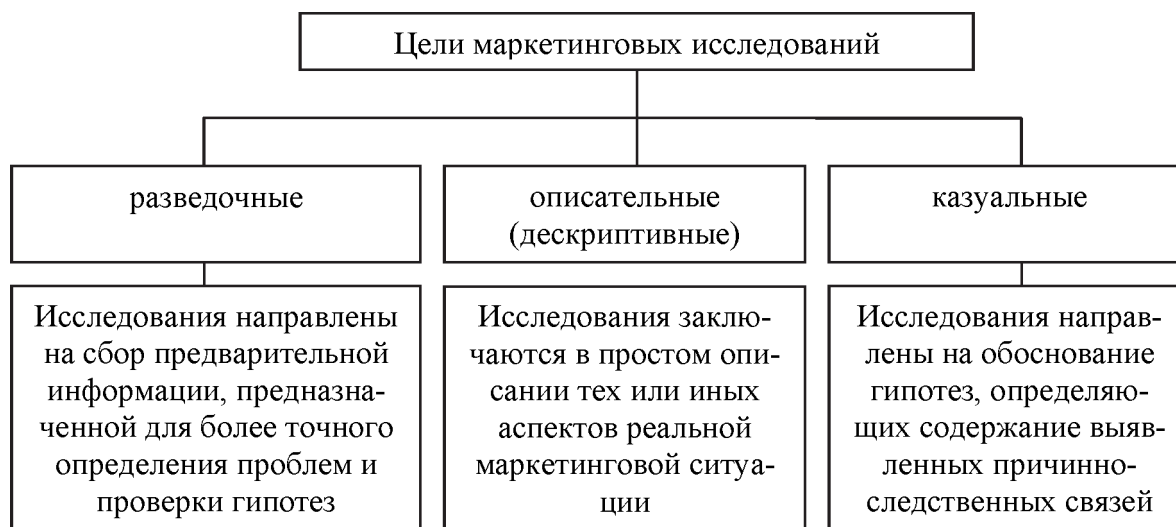 Цели маркетинговых исследований
разведочные
описательные
(дескриптивные)
казуальные
Исследования направлены
на сбор предварительной
информации, предназна-
ченной для более точного
определения проблем и
проверки гипотез
Исследования заклю-
чаются в простом опи-
сании тех или иных
аспектов реальной
маркетинговой ситуа-
ции
Исследования направ-
лены на обоснование
гипотез, определяю-
щих содержание выяв-
ленных причинно-
следственных связей